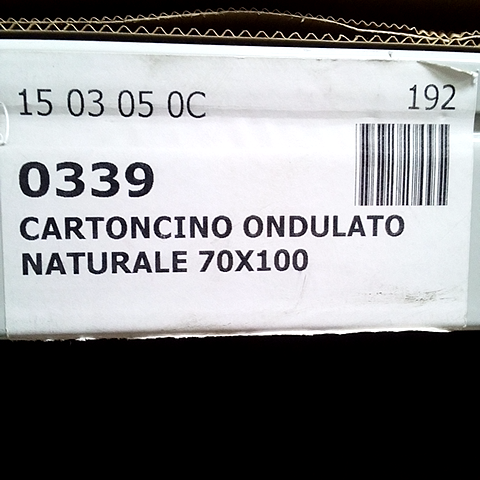 15 03 05 0C
192
0339
CARTONCINO ONDULATO
NATURALE 70X100